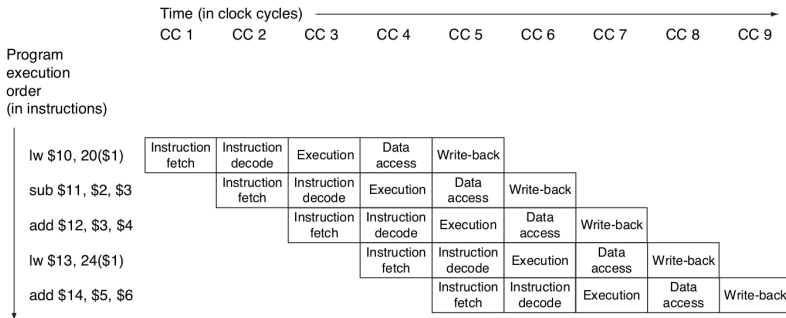 Time (in clock cycles)
CC 1 CC 2 CC 3 CC 4 CC 5 CC 6 CC 7 CC 8 CC 9
Program
execution
order
(in instructions)
lw $10, 20($1) Instruction fetch Instruction decode Execution Data access Write-back
sub $11, $2, $3 Instruction fetch Instruction decode Execution Data access Write-back
add $12, $3, $4 Instruction fetch Instruction decode Execution Data access Write-back
lw $13, 24($1) Instruction fetch Instruction decode Execution Data access Write-back
add $14, $5, $6 Instruction fetch Instruction decode Execution Data access Write-back